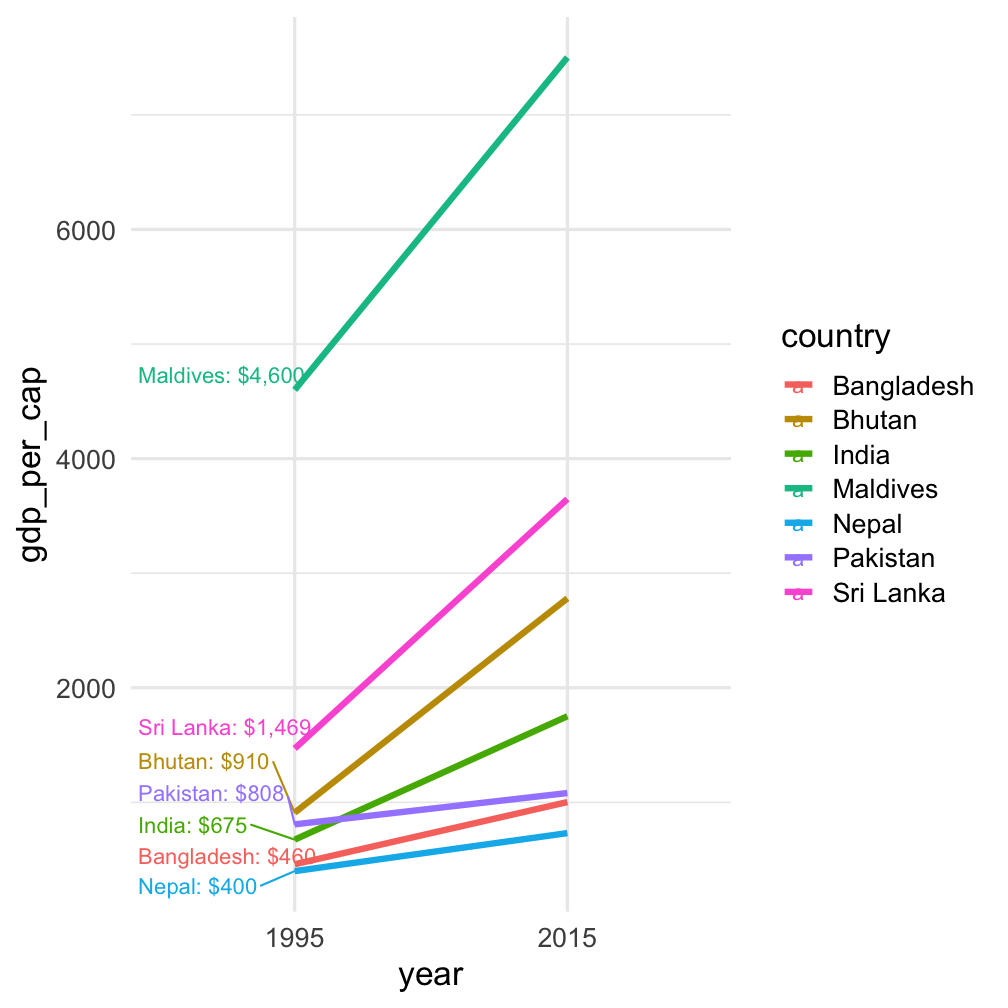 6000
4000
2000
gdp_per_cap
Maldives: $4,600
Sri Lanka: $1,469
Bhutan: $910
Pakistan: $808
India: $675
Bangladesh: $460
Nepal: $400
1995
2015
year
country
a Bangladesh
a Bhutan
a India
a Maldives
a Nepal
a Pakistan
a Sri Lanka